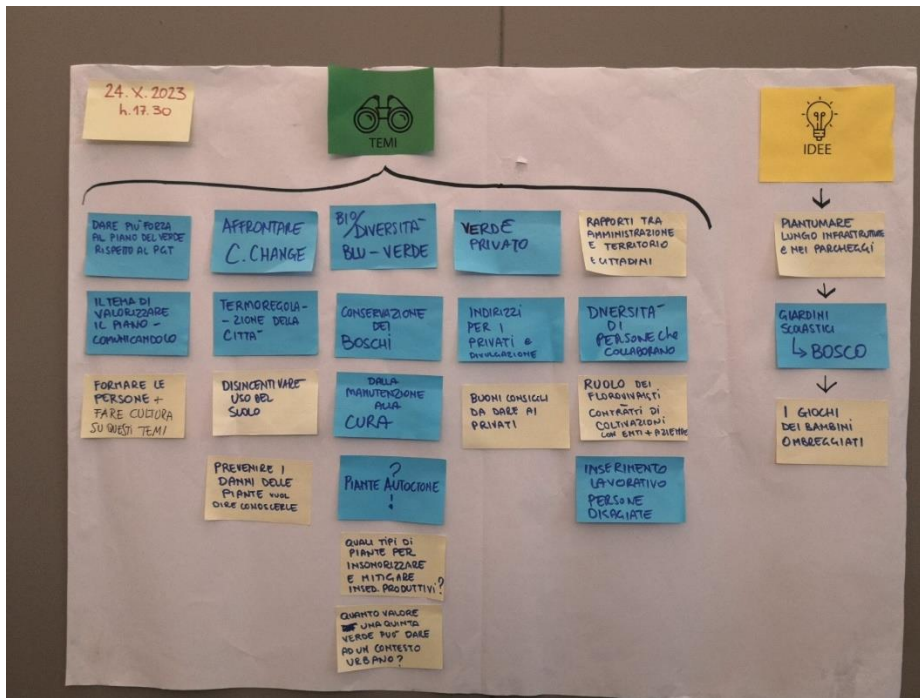 24.X.2023
h.17.30
TEMI
DARE PIU' FORZA
AL PIANO DEL VERDE
RISPETTO AL PGT
IL TEMA DI
VALORIZZARE
IL PIANO -
COMUNICANDOLO
FORMARE LE
PERSONE +
FARE CULTURA
SU QUESTI TEMI
AFFRONTARE
C. CHANGE
TERMOREGOLA-
-ZIONE DELLA
CITTA'
DISINCENTIVARE
USO DEL
SUOLO
PREVENIRE I
DANNI DELLE
PIANTE VUOL
DIRE CONOSCERLE
BIO/DIVERSITA'
BLU-VERDE
CONSERVAZIONE
DEI
BOSCHI
DALLA
MANUTENZIONE
ALLA
CURA
?
PIANTE AUTOCTONE
!
QUALI TIPI DI
PIANTE PER
INSONORIZZARE
E MITIGARE
INSED. PRODUTTIVI?
QUANTO VALORE
UNA QUINTA
VERDE PUO' DARE
AD UN CONTESTO
URBANO?
VERDE
PRIVATO
INDIRIZZI
PER I
PRIVATI e
DIVULGAZIONE
BUONI CONSIGLI
DA DARE AI
PRIVATI
RAPPORTI TRA
AMMINISTRAZIONE
E TERRITORIO
E CITTADINI
DIVERSITA'
DI
PERSONE che
COLLABORANO
RUOLO DEI
FLOROVIVAISTI
CONTRATTI DI
COLTIVAZIONI
CON ENTI + AZIENDE
INSERIMENTO
LAVORATIVO
PERSONE
DISAGIATE
IDEE
PIANTUMARE
LUNGO INFRASTRUTTURE
E NEI PARCHEGGI
GIARDINI
SCOLASTICI
↳ BOSCO
I GIOCHI
DEI BAMBINI
OMBREGGIATI